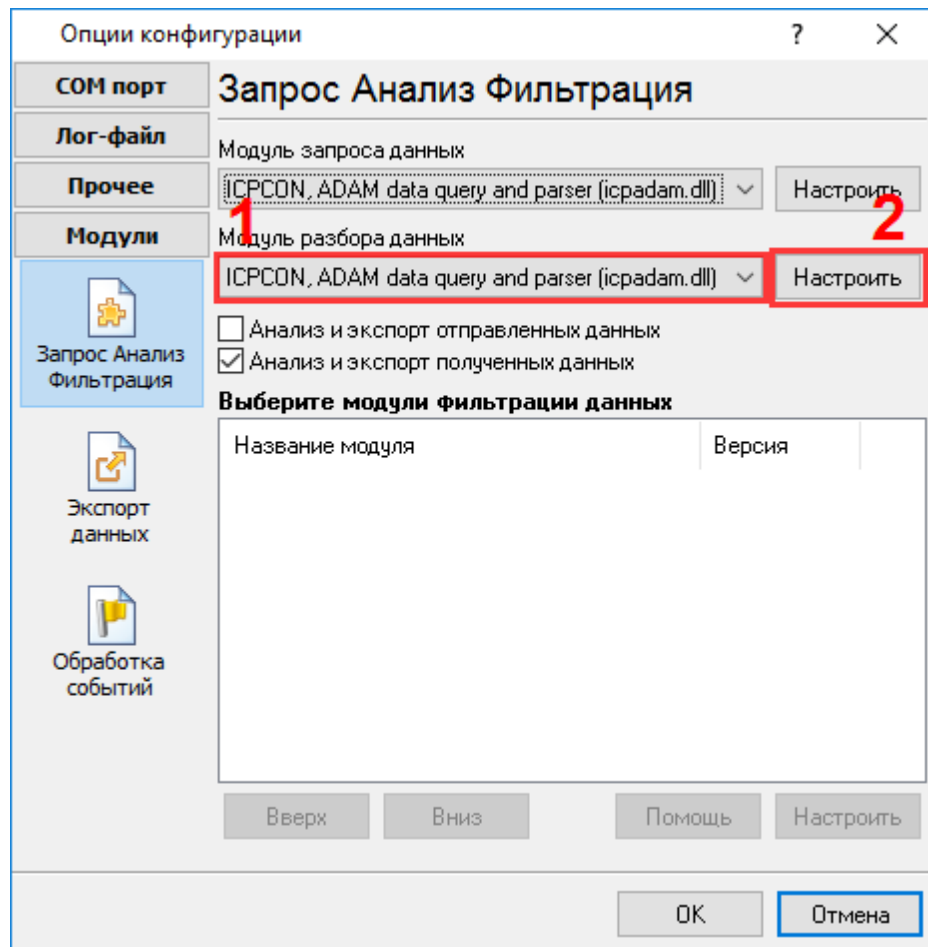 Опции конфигурации
?
COM порт
Лог-файл
Прочее
Модули
Запрос Анализ
Фильтрация
Экспорт
данных
Обработка
событий
Запрос Анализ Фильтрация
Модуль запроса данных
ICPCON, ADAM data query and parser (icpadam.dll)
Настроить
1
2
Модуль разбора данных
ICPCON, ADAM data query and parser (icpadam.dll)
Настроить
Анализ и экспорт отправленных данных
Анализ и экспорт полученных данных
Выберите модули фильтрации данных
Название модуля
Версия
Вверх
Вниз
Помощь
Настроить
OK
Отмена